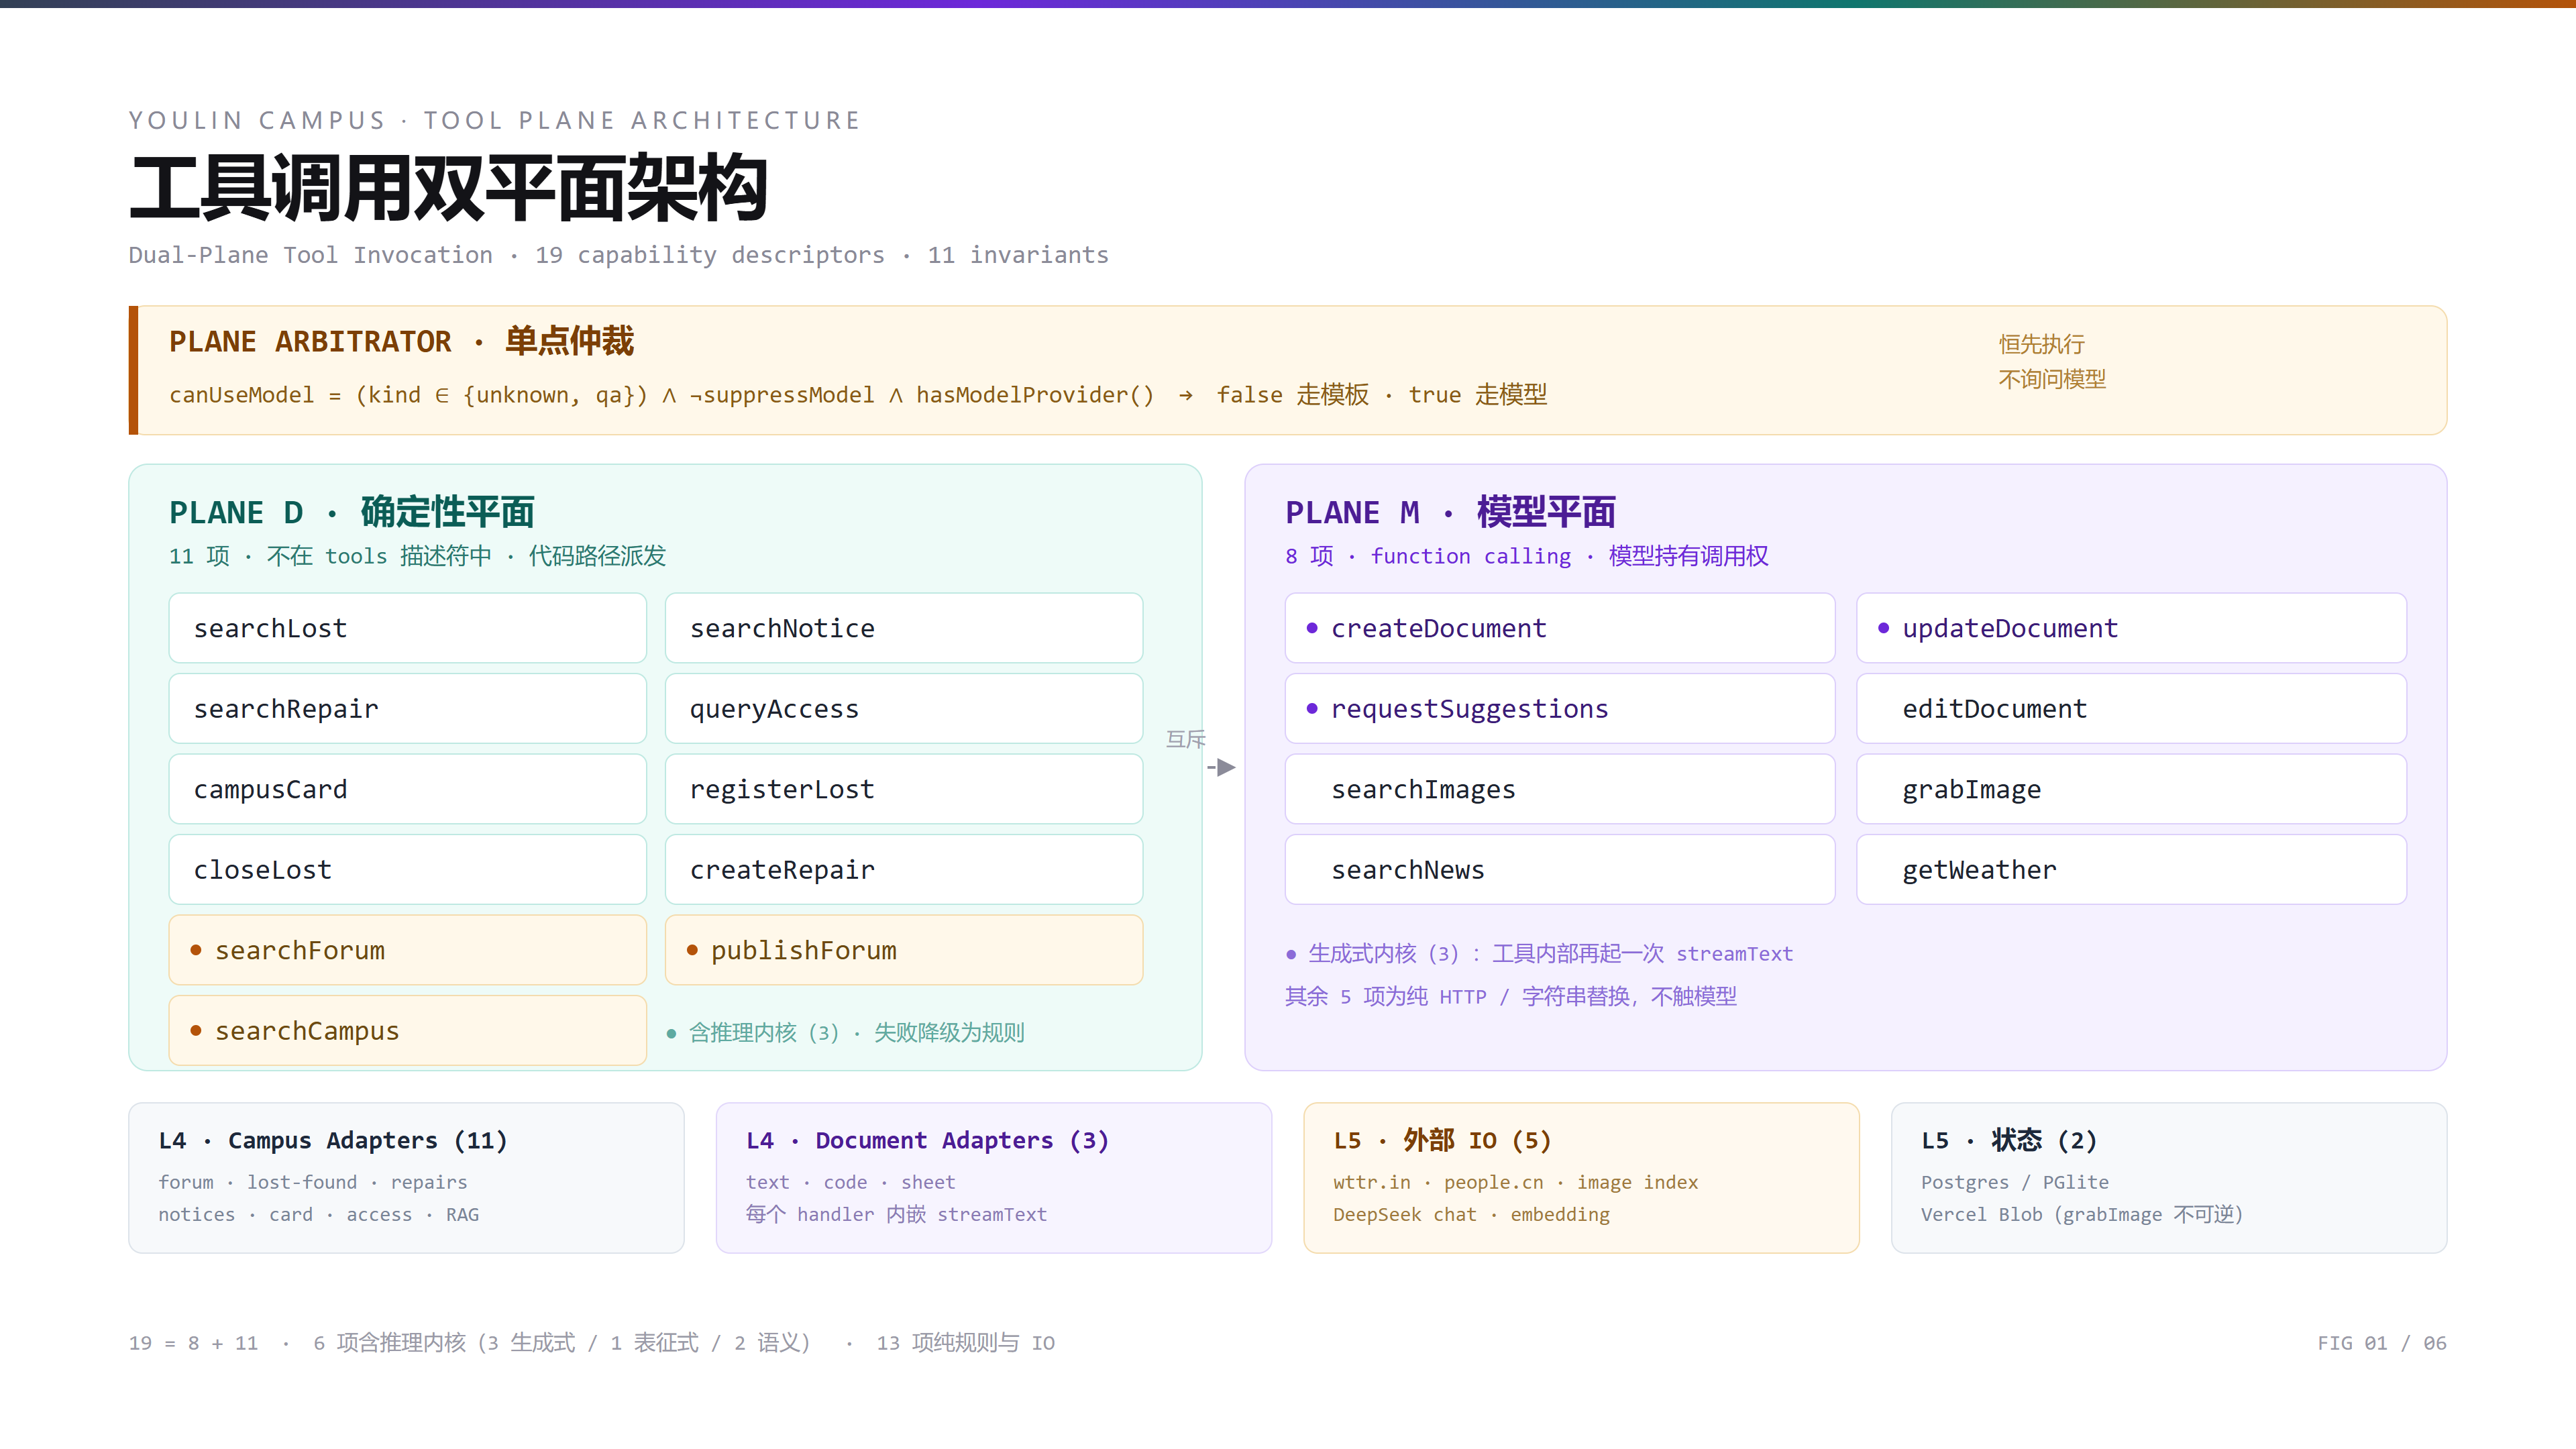 YOULIN CAMPUS · TOOL PLANE ARCHITECTURE
工具调用双平面架构
Dual-Plane Tool Invocation · 19 capability descriptors · 11 invariants
PLANE ARBITRATOR · 单点仲裁
canUseModel = (kind ∈ {unknown, qa}) ∧ ¬suppressModel ∧ hasModelProvider() → false 走模板 · true 走模型
恒先执行
不询问模型
PLANE D · 确定性平面
11 项 · 不在 tools 描述符中 · 代码路径派发
searchLost
searchNotice
searchRepair
queryAccess
campusCard
registerLost
closeLost
createRepair
● searchForum
● publishForum
● searchCampus
● 含推理内核 (3) · 失败降级为规则
互斥
PLANE M · 模型平面
8 项 · function calling · 模型持有调用权
● createDocument
● updateDocument
● requestSuggestions
editDocument
searchImages
grabImage
searchNews
getWeather
● 生成式内核 (3) : 工具内部再起一次 streamText
其余 5 项为纯 HTTP / 字符串替换, 不触模型
L4 · Campus Adapters (11)
forum · lost-found · repairs
notices · card · access · RAG
L4 · Document Adapters (3)
text · code · sheet
每个 handler 内嵌 streamText
L5 · 外部 IO (5)
wttr.in · people.cn · image index
DeepSeek chat · embedding
L5 · 状态 (2)
Postgres / PGlite
Vercel Blob (grabImage 不可逆)
19 = 8 + 11 · 6 项含推理内核 (3 生成式 / 1 表征式 / 2 语义) · 13 项纯规则与 IO
FIG 01 / 06